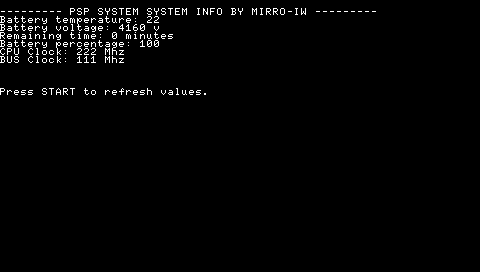 --------- PSP SYSTEM SYSTEM INFO BY MIRRO-IW ---------
Battery temperature: 22
Battery voltage: 4160 v
Remaining time: 0 minutes
Battery percentage: 100
CPU Clock: 222 Mhz
BUS Clock: 111 Mhz
Press START to refresh values.